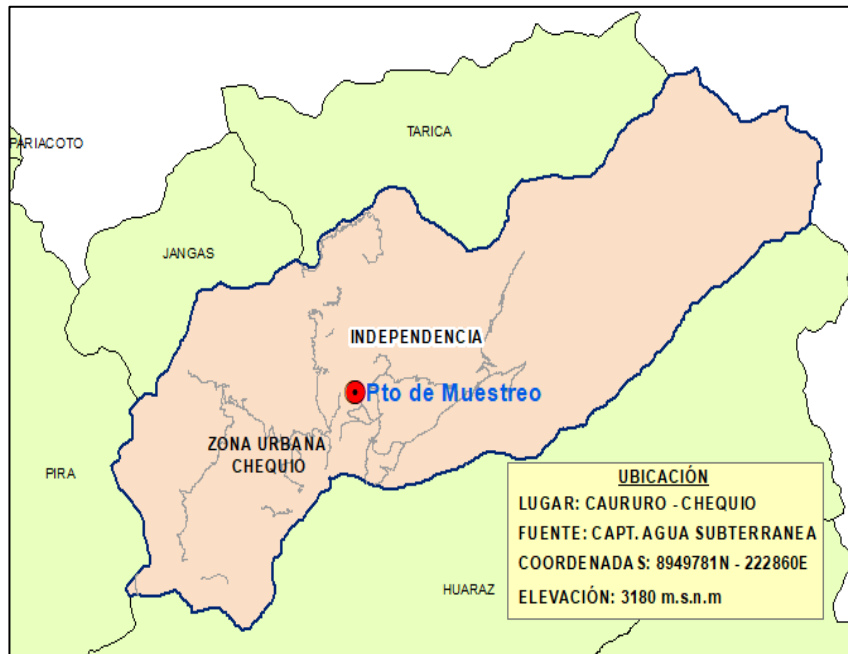 TARICA
PARIACOTO
JANGAS
INDEPENDENCIA
Pto de Muestreo
ZONA URBANA
CHEQUIO
PIRA
HUARAZ
UBICACIÓN
LUGAR: CAURURO - CHEQUIO
FUENTE: CAPT. AGUA SUBTERRANEA
COORDENADAS: 8949781N - 222860E
ELEVACIÓN: 3180 m.s.n.m